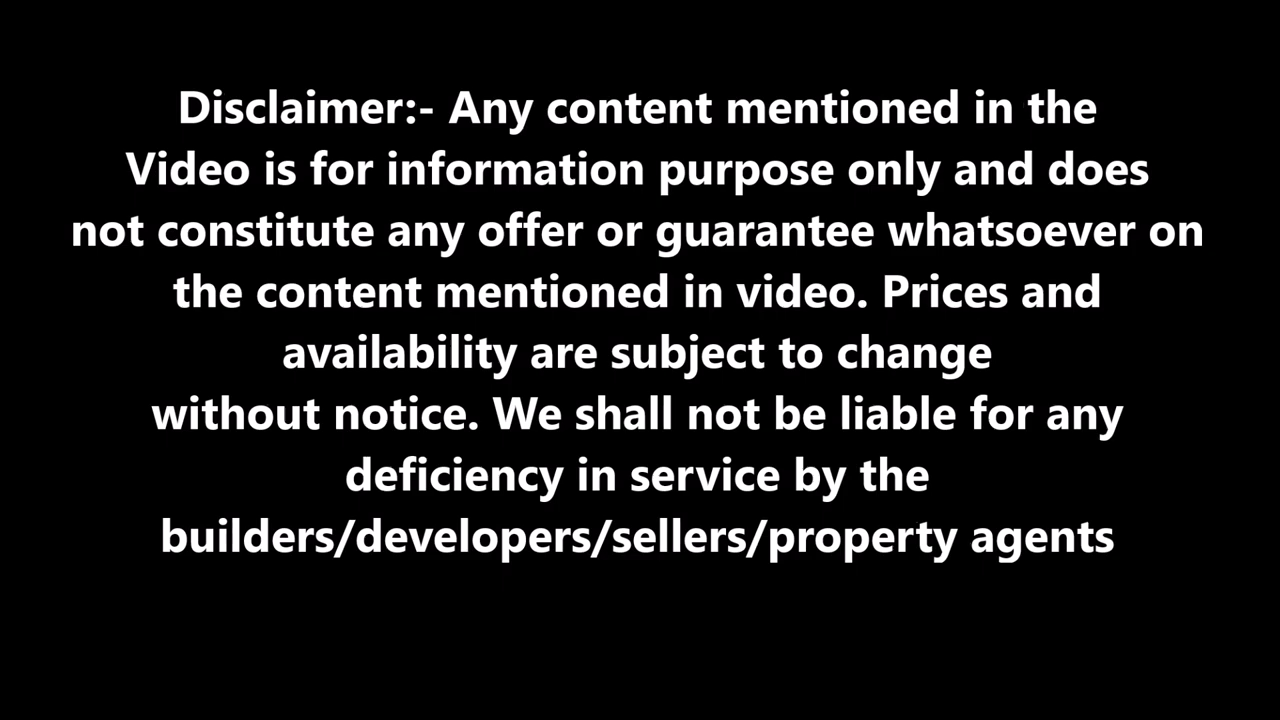 Disclaimer:- Any content mentioned in the
Video is for information purpose only and does
not constitute any offer or guarantee whatsoever on
the content mentioned in video. Prices and
availability are subject to change
without notice. We shall not be liable for any
deficiency in service by the
builders/developers/sellers/property agents